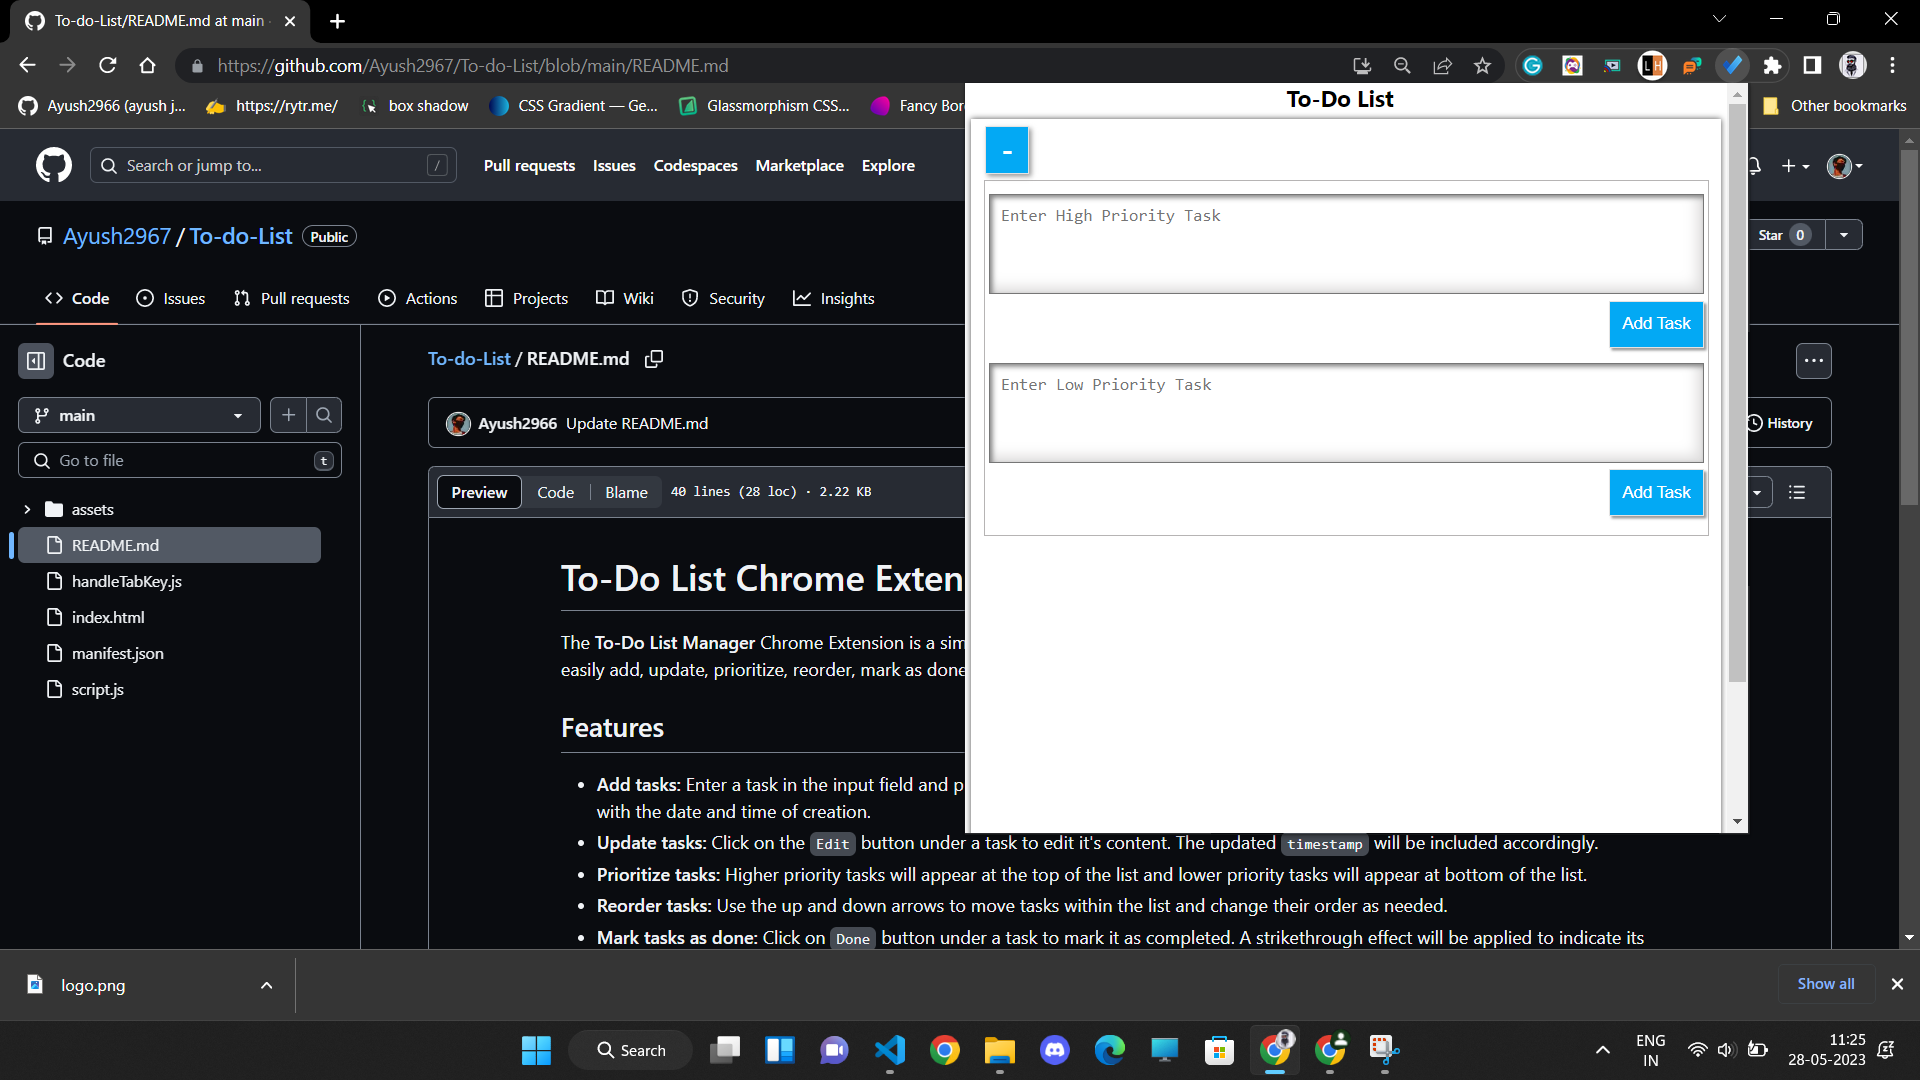 To-do-List/README.md at main
https://github.com/Ayush2967/To-do-List/blob/main/README.md
Ayush2966 (ayush j...
https://rytr.me/
box shadow
CSS Gradient — Ge...
Glassmorphism CSS...
Fancy Bor
Other bookmarks
To-Do List
-
Enter High Priority Task
Add Task
Enter Low Priority Task
Add Task
Search or jump to...
/
Pull requests
Issues
Codespaces
Marketplace
Explore
Ayush2967 / To-do-List
Public
Star 0
Code
Issues
Pull requests
Actions
Projects
Wiki
Security
Insights
Code
main
Go to file
t
assets
README.md
handleTabKey.js
index.html
manifest.json
script.js
To-do-List / README.md
Ayush2966 Update README.md
History
Preview
Code
Blame
40 lines (28 loc) · 2.22 KB
To-Do List Chrome Exten
The To-Do List Manager Chrome Extension is a sim
easily add, update, prioritize, reorder, mark as done
Features
• Add tasks: Enter a task in the input field and p
with the date and time of creation.
• Update tasks: Click on the Edit button under a task to edit it's content. The updated timestamp will be included accordingly.
• Prioritize tasks: Higher priority tasks will appear at the top of the list and lower priority tasks will appear at bottom of the list.
• Reorder tasks: Use the up and down arrows to move tasks within the list and change their order as needed.
• Mark tasks as done: Click on Done button under a task to mark it as completed. A strikethrough effect will be applied to indicate its
logo.png
Show all
Search
ENG
IN
11:25
28-05-2023